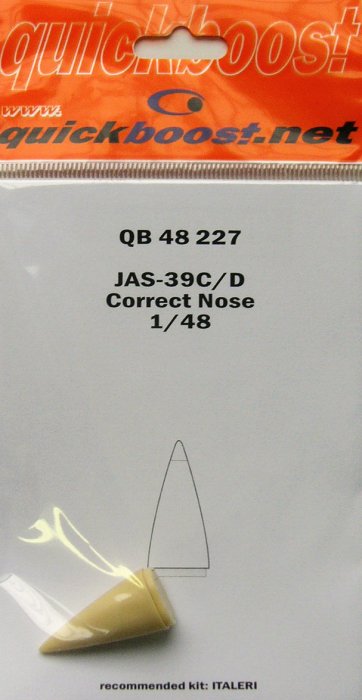 quickboost
www.
quickboost.net
QB 48 227
JAS-39C/D
Correct Nose
1/48
recommended kit: ITALERI